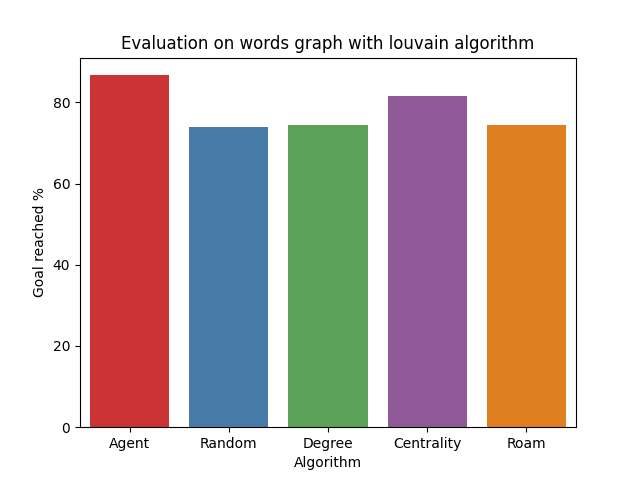 Evaluation on words graph with louvain algorithm
Goal reached %
80
60
40
20
0
Agent Random Degree Centrality Roam
Algorithm